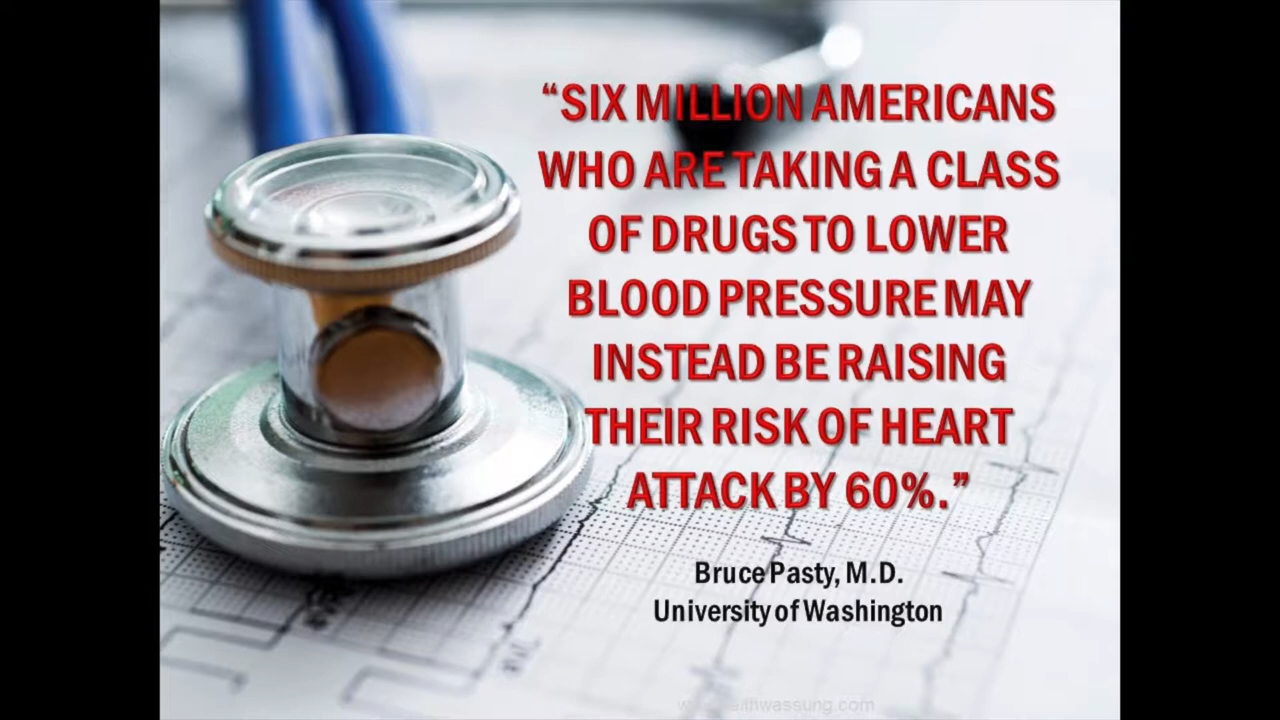 “SIX MILLION AMERICANS
WHO ARE TAKING A CLASS
OF DRUGS TO LOWER
BLOOD PRESSURE MAY
INSTEAD BE RAISING
THEIR RISK OF HEART
ATTACK BY 60%.”
Bruce Pasty, M.D.
University of Washington